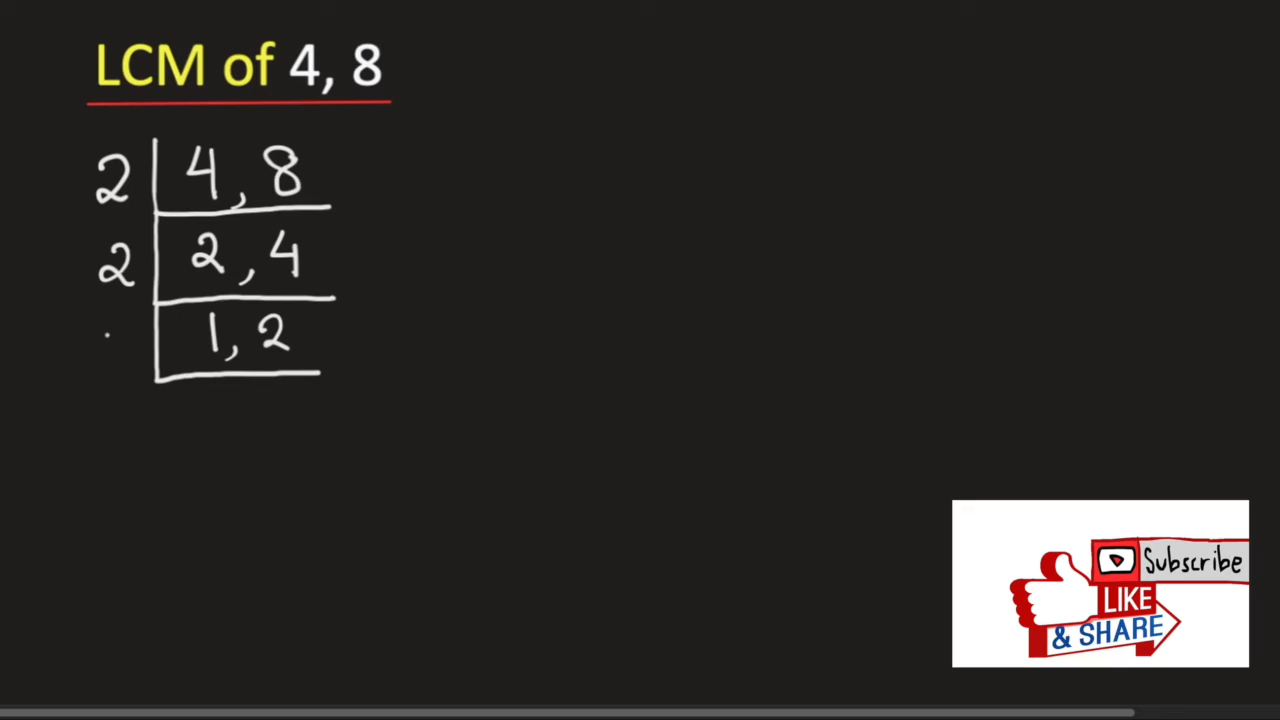 LCM of 4, 8
2 4, 8
2 2, 4
1, 2
Subscribe
LIKE
& SHARE